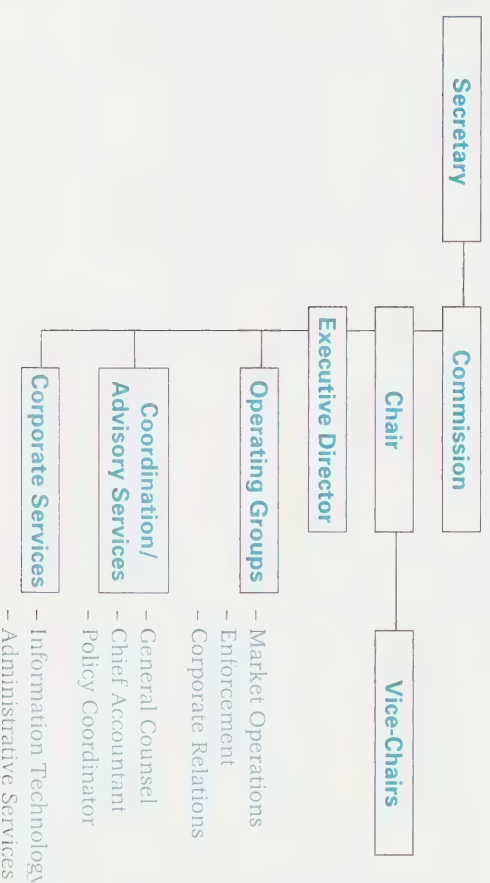 Secretary
Commission
Chair
Vice-Chairs
Executive Director
Operating Groups
– Market Operations
– Enforcement
– Corporate Relations
Coordination/
Advisory Services
– General Counsel
– Chief Accountant
– Policy Coordinator
Corporate Services
– Information Technology
– Administrative Services